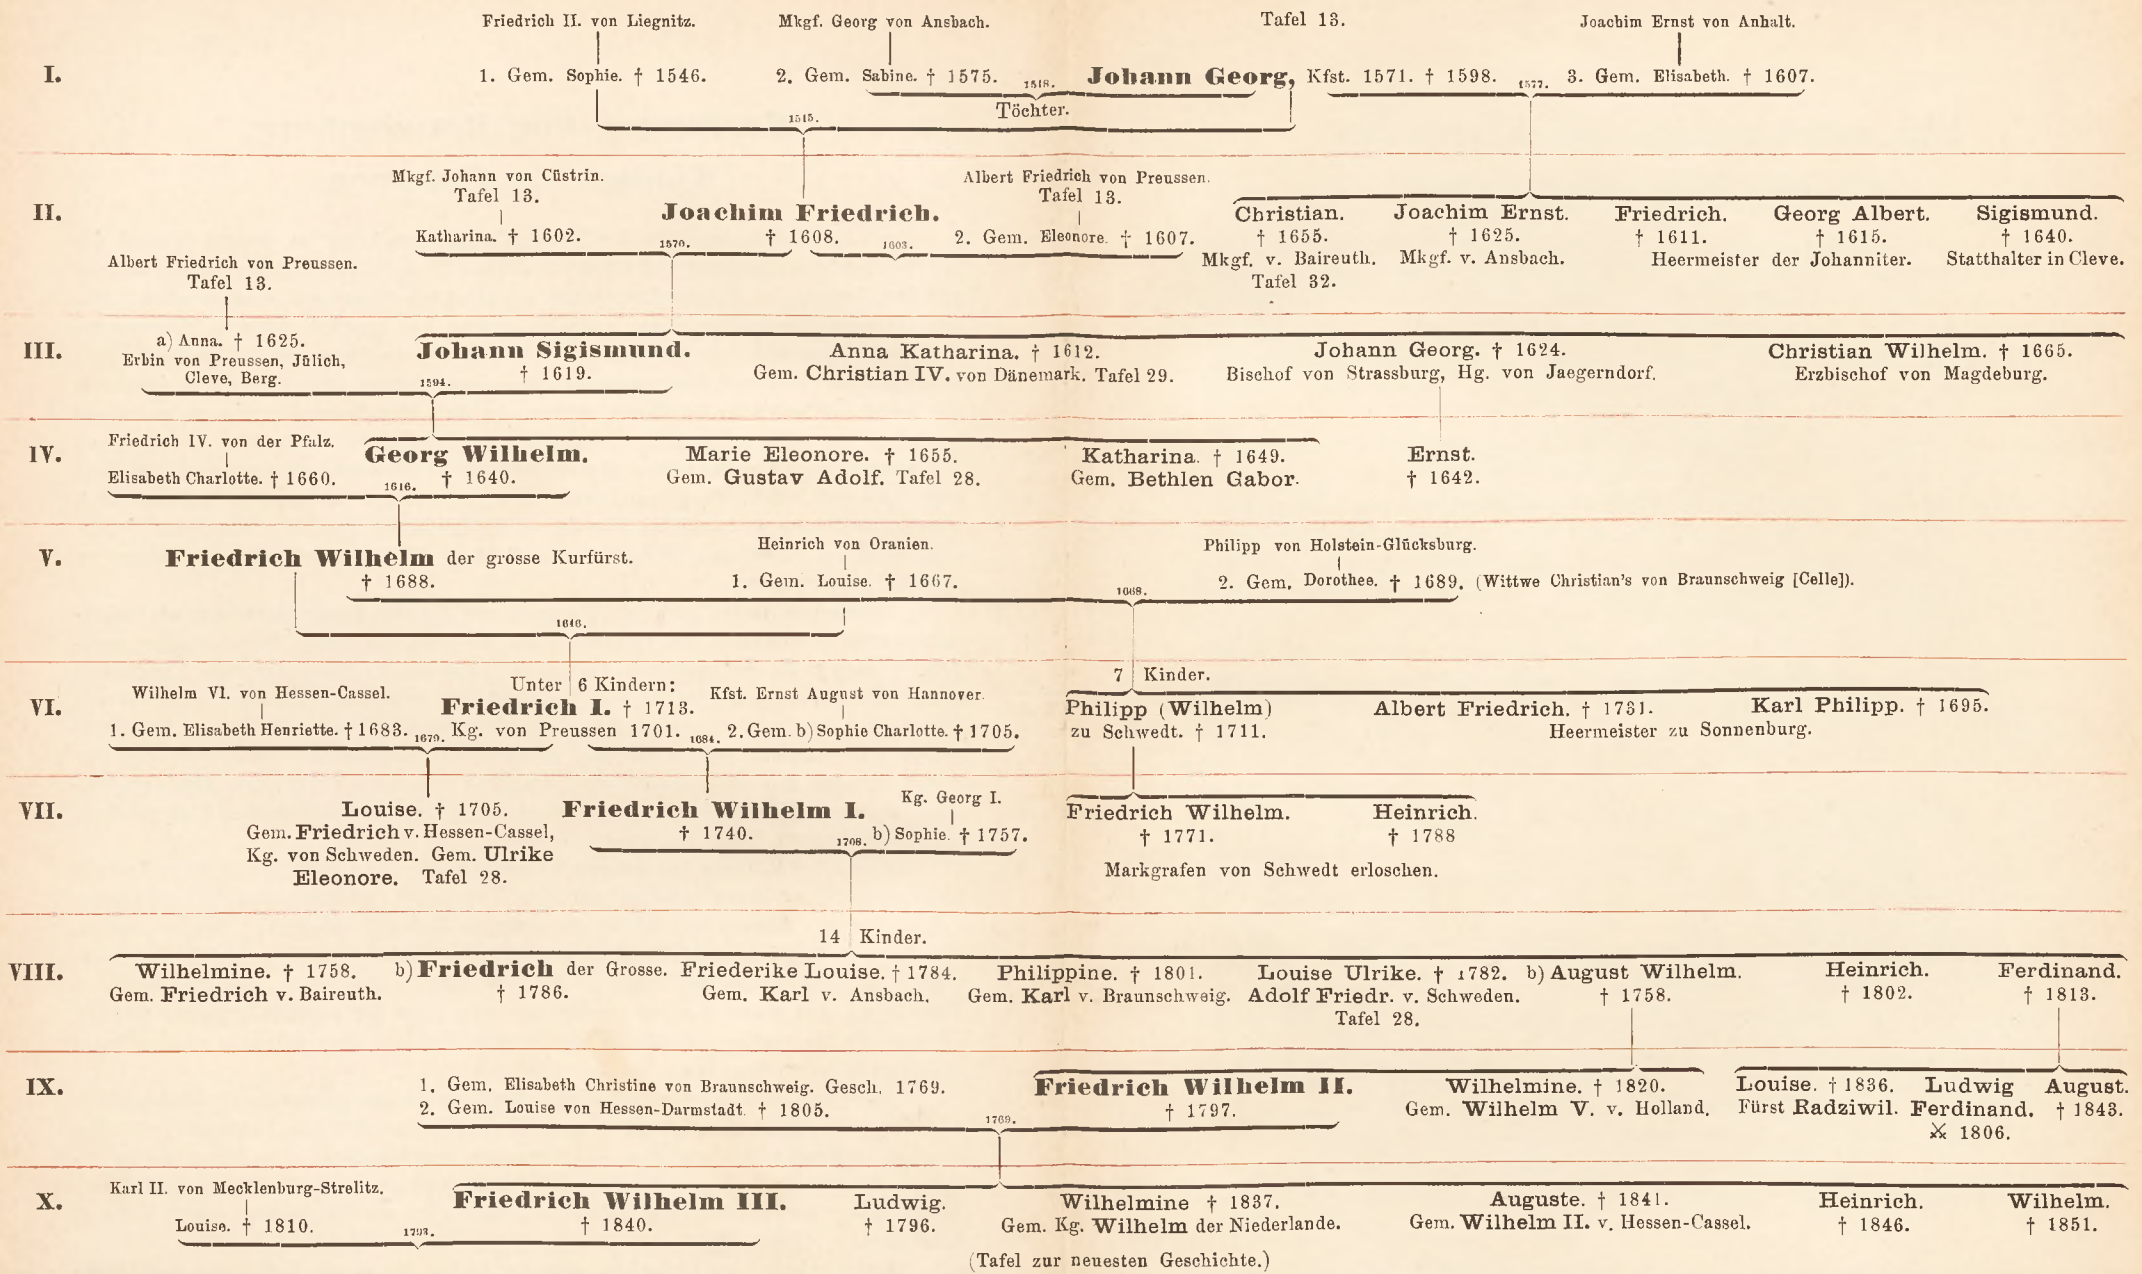 Friedrich II. von Liegnitz. Mkgf. Georg von Ansbach. Tafel 13. Joachim Ernst von Anhalt.
I. 1. Gem. Sophie. † 1546. 2. Gem. Sabine. † 1575. 1518. Johann Georg, Kfst. 1571. † 1598. 1577. 3. Gem. Elisabeth. † 1607.
Töchter.
1515.
Mkgf. Johann von Cüstrin. Albert Friedrich von Preussen.
Tafel 13. Tafel 13.
II. Joachim Friedrich. Christian. Joachim Ernst. Friedrich. Georg Albert. Sigismund.
Katharina. † 1602. 1570. † 1608. 1603. 2. Gem. Eleonore. † 1607. † 1655. † 1625. † 1611. † 1615. † 1640.
Albert Friedrich von Preussen. Mkgf. v. Baireuth. Mkgf. v. Ansbach. Heermeister der Johanniter. Statthalter in Cleve.
Tafel 13. Tafel 32.
a) Anna. † 1625.
III. Erbin von Preussen, Jülich, Johann Sigismund. Anna Katharina. † 1612. Johann Georg. † 1624. Christian Wilhelm. † 1665.
Cleve, Berg. 1594. † 1619. Gem. Christian IV. von Dänemark. Tafel 29. Bischof von Strassburg, Hg. von Jaegerndorf. Erzbischof von Magdeburg.
Friedrich IV. von der Pfalz.
IV. Georg Wilhelm. Marie Eleonore. † 1655. Katharina. † 1649. Ernst.
Elisabeth Charlotte. † 1660. 1616. † 1640. Gem. Gustav Adolf. Tafel 28. Gem. Bethlen Gabor. † 1642.
Heinrich von Oranien. Philipp von Holstein-Glücksburg.
V. Friedrich Wilhelm der grosse Kurfürst.
† 1688. 1. Gem. Louise. † 1667. 1668. 2. Gem. Dorothee. † 1689. (Wittwe Christian's von Braunschweig [Celle]).
1646.
7 Kinder.
Wilhelm VI. von Hessen-Cassel. Unter 6 Kindern: Kfst. Ernst August von Hannover.
VI. Friedrich I. † 1713. Philipp (Wilhelm) Albert Friedrich. † 1731. Karl Philipp. † 1695.
1. Gem. Elisabeth Henriette. † 1683. 1679. Kg. von Preussen 1701. 1684. 2. Gem. b) Sophie Charlotte. † 1705. zu Schwedt. † 1711. Heermeister zu Sonnenburg.
Kg. Georg I.
VII. Louise. † 1705. Friedrich Wilhelm I. Friedrich Wilhelm. Heinrich.
Gem. Friedrich v. Hessen-Cassel, † 1740. 1706. b) Sophie. † 1757. † 1771. † 1788
Kg. von Schweden. Gem. Ulrike
Eleonore. Tafel 28. Markgrafen von Schwedt erloschen.
14 Kinder.
VIII. Wilhelmine. † 1758. b) Friedrich der Grosse. Friederike Louise. † 1784. Philippine. † 1801. Louise Ulrike. † 1782. b) August Wilhelm. Heinrich. Ferdinand.
Gem. Friedrich v. Baireuth. † 1786. Gem. Karl v. Ansbach. Gem. Karl v. Braunschweig. Adolf Friedr. v. Schweden. † 1758. † 1802. † 1813.
Tafel 28.
IX. 1. Gem. Elisabeth Christine von Braunschweig. Gesch. 1769. Friedrich Wilhelm II. Wilhelmine. † 1820. Louise. † 1836. Ludwig August.
2. Gem. Louise von Hessen-Darmstadt. † 1805. 1769. † 1797. Gem. Wilhelm V. v. Holland. Fürst Radziwil. Ferdinand. † 1843.
⚔ 1806.
Karl II. von Mecklenburg-Strelitz.
X. Friedrich Wilhelm III. Ludwig. Wilhelmine † 1837. Auguste. † 1841. Heinrich. Wilhelm.
Louise. † 1810. 1793. † 1840. † 1796. Gem. Kg. Wilhelm der Niederlande. Gem. Wilhelm II. v. Hessen-Cassel. † 1846. † 1851.
(Tafel zur neuesten Geschichte.)